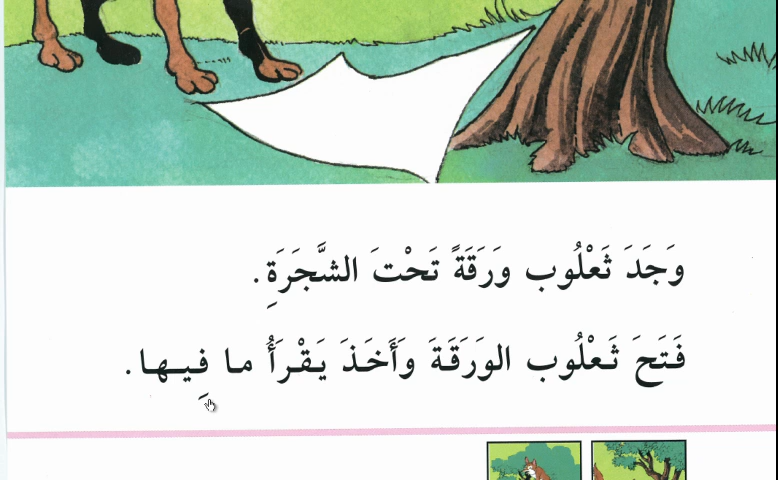 وَجَدَ ثَعْلُوب وَرَقَةً تَحْتَ الشَّجَرَةِ.
فَتَحَ ثَعْلُوب الوَرَقَةَ وَأَخَذَ يَقْرَأُ ما فِيها.